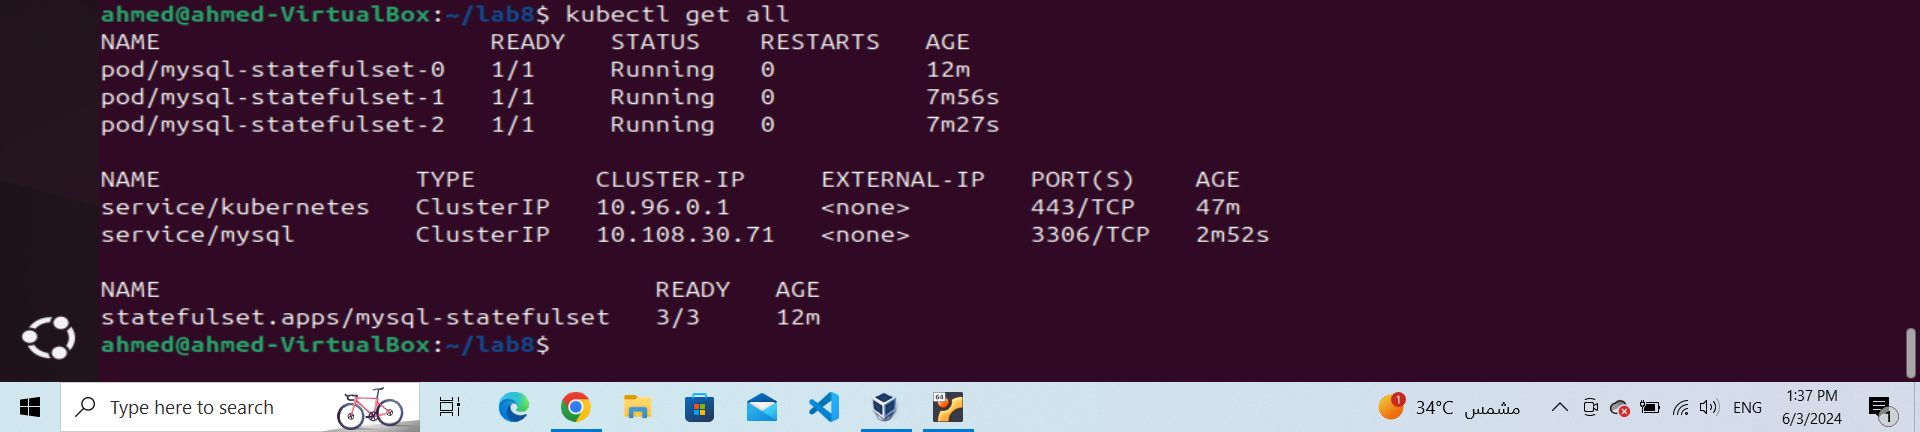 ahmed@ahmed-VirtualBox:~/lab8$ kubectl get all
NAME READY STATUS RESTARTS AGE
pod/mysql-statefulset-0 1/1 Running 0 12m
pod/mysql-statefulset-1 1/1 Running 0 7m56s
pod/mysql-statefulset-2 1/1 Running 0 7m27s
NAME TYPE CLUSTER-IP EXTERNAL-IP PORT(S) AGE
service/kubernetes ClusterIP 10.96.0.1 <none> 443/TCP 47m
service/mysql ClusterIP 10.108.30.71 <none> 3306/TCP 2m52s
NAME READY AGE
statefulset.apps/mysql-statefulset 3/3 12m
ahmed@ahmed-VirtualBox:~/lab8$
Type here to search
64
1
34°C مشمس
ENG
1:37 PM
6/3/2024
1